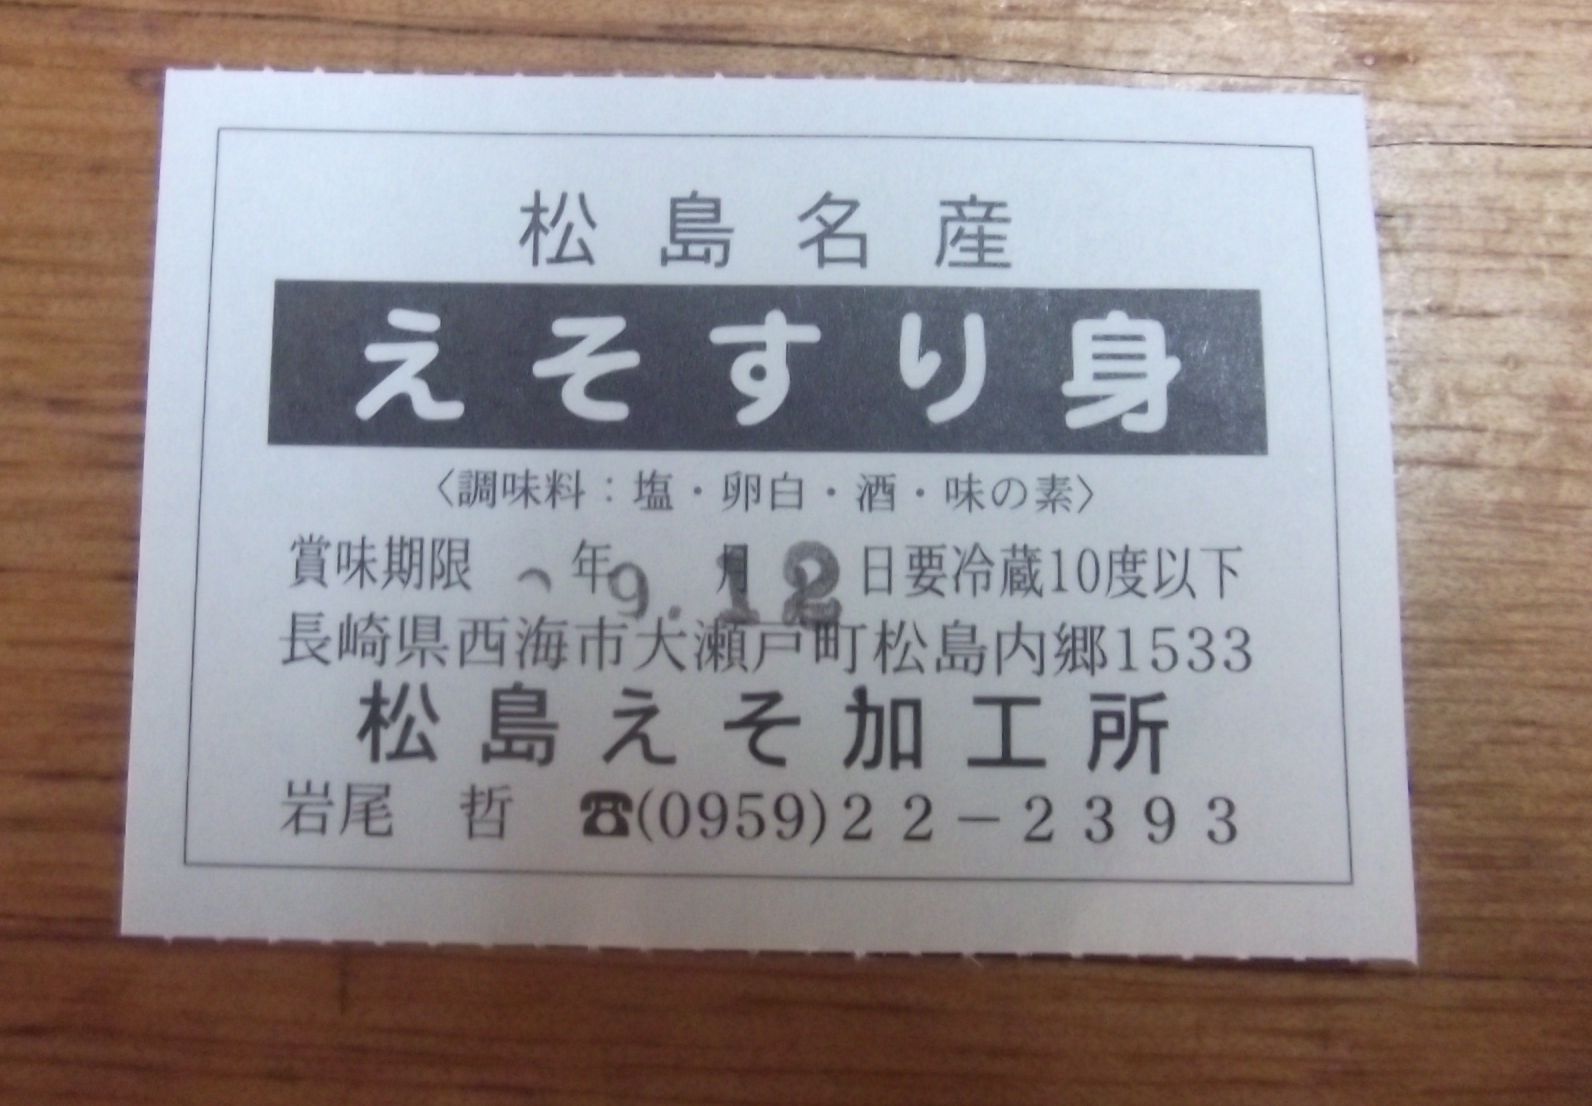 松島名産
えそすり身
〈調味料：塩・卵白・酒・味の素〉
賞味期限 年9. 月12日要冷蔵10度以下
長崎県西海市大瀬戸町松島内郷1533
松島えそ加工所
岩尾 哲 ☎(0959)22-2393